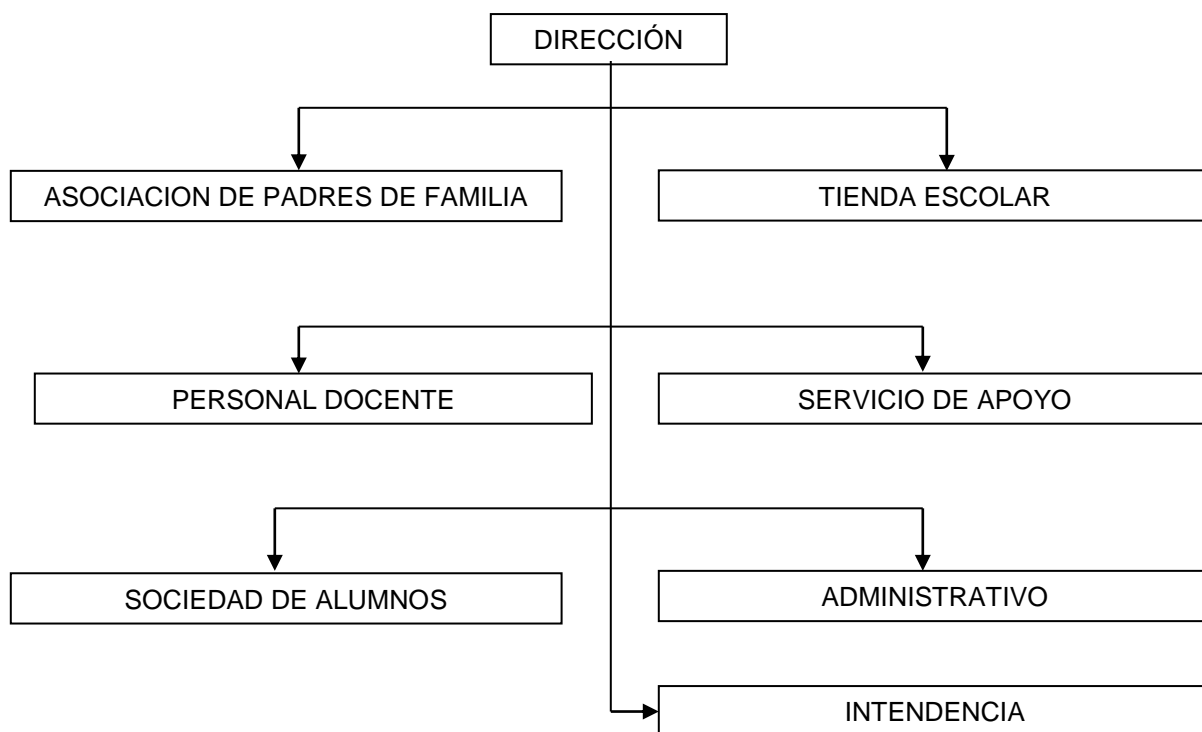 DIRECCIÓN
ASOCIACION DE PADRES DE FAMILIA
TIENDA ESCOLAR
PERSONAL DOCENTE
SERVICIO DE APOYO
SOCIEDAD DE ALUMNOS
ADMINISTRATIVO
INTENDENCIA